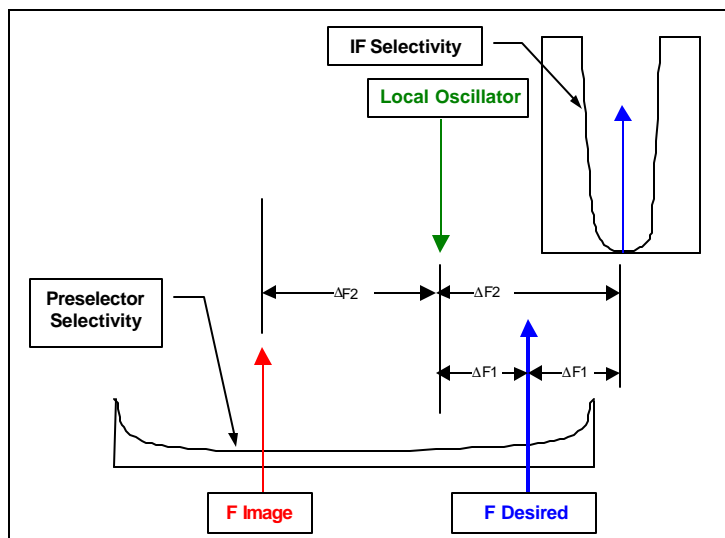 IF Selectivity
Local Oscillator
ΔF2
ΔF2
Preselector
Selectivity
ΔF1
ΔF1
F Image
F Desired